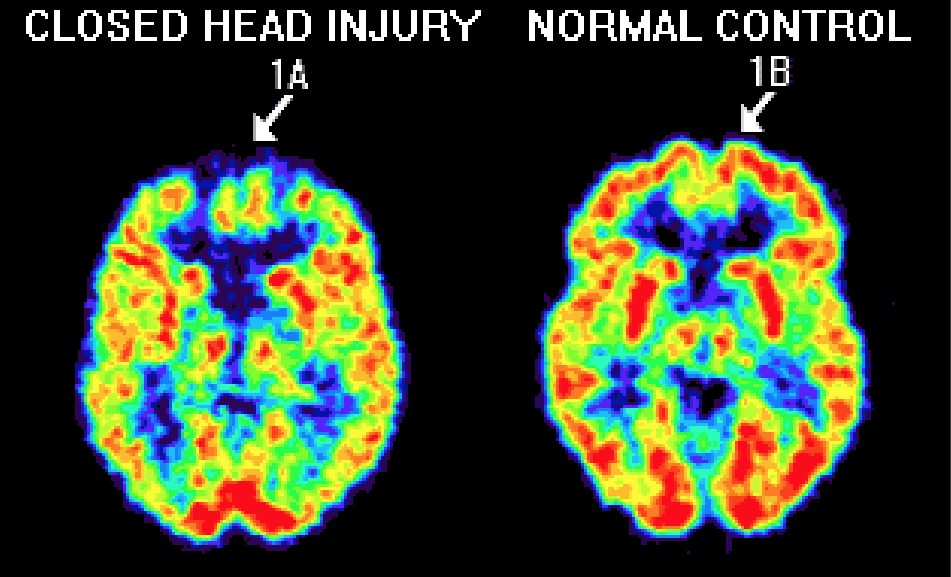 CLOSED HEAD INJURY
NORMAL CONTROL
1A
1B